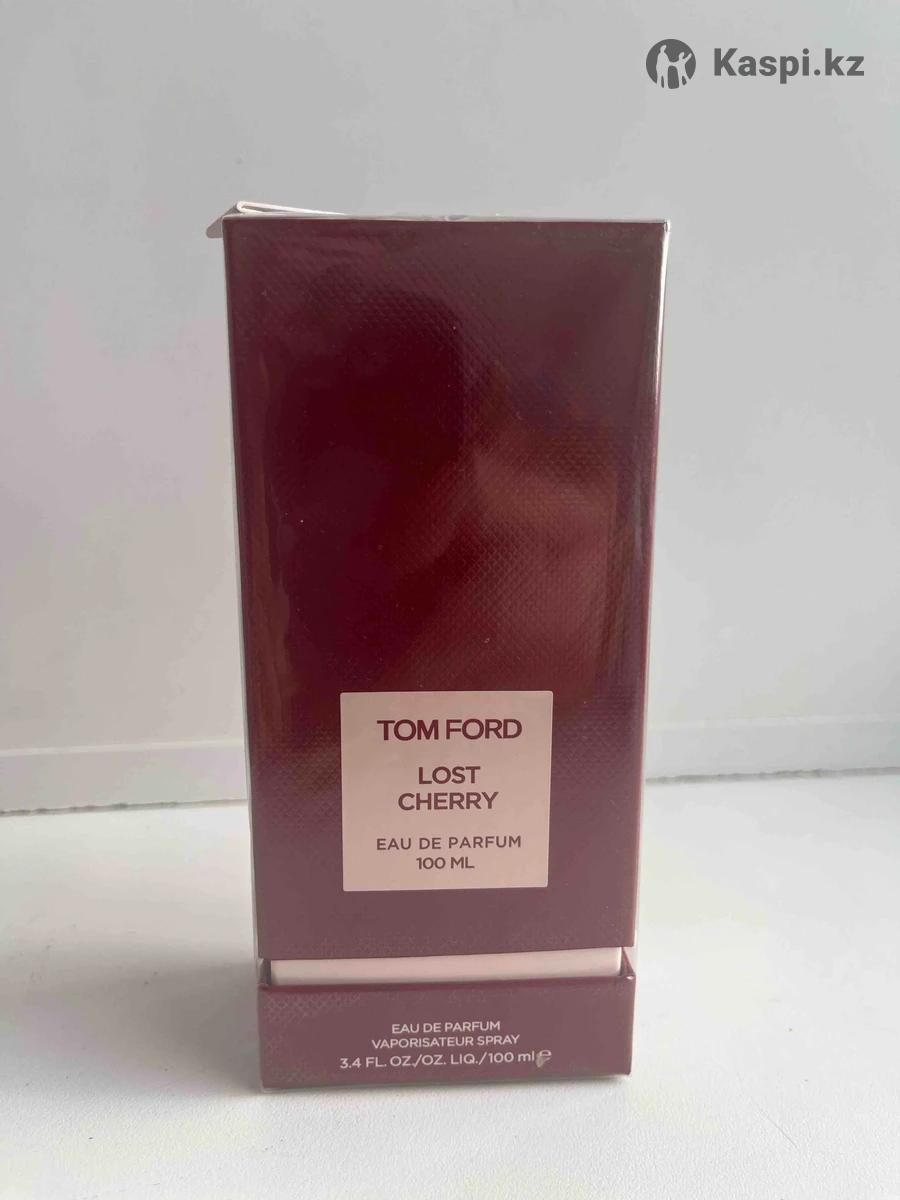 Kaspi.kz
TOM FORD
LOST
CHERRY
EAU DE PARFUM
100 ML
EAU DE PARFUM
VAPORISATEUR SPRAY
3.4 FL. OZ./OZ. LIQ./100 ml ℮